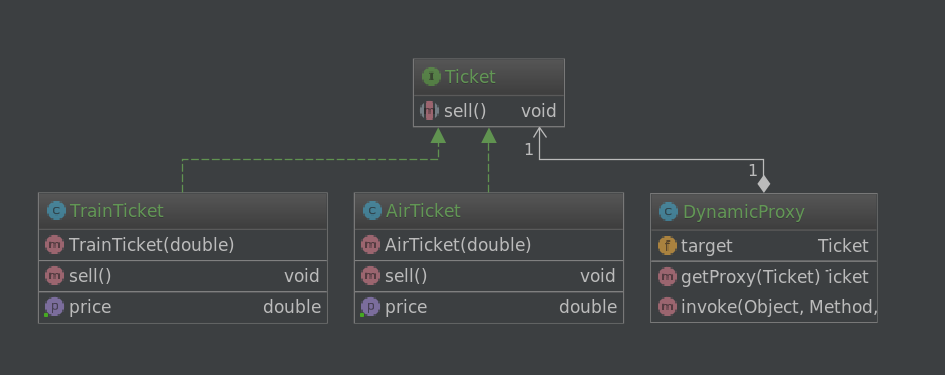 Ticket
sell() void
1
1
TrainTicket
TrainTicket(double)
sell() void
price double
AirTicket
AirTicket(double)
sell() void
price double
DynamicProxy
target Ticket
getProxy(Ticket) icket
invoke(Object, Method,